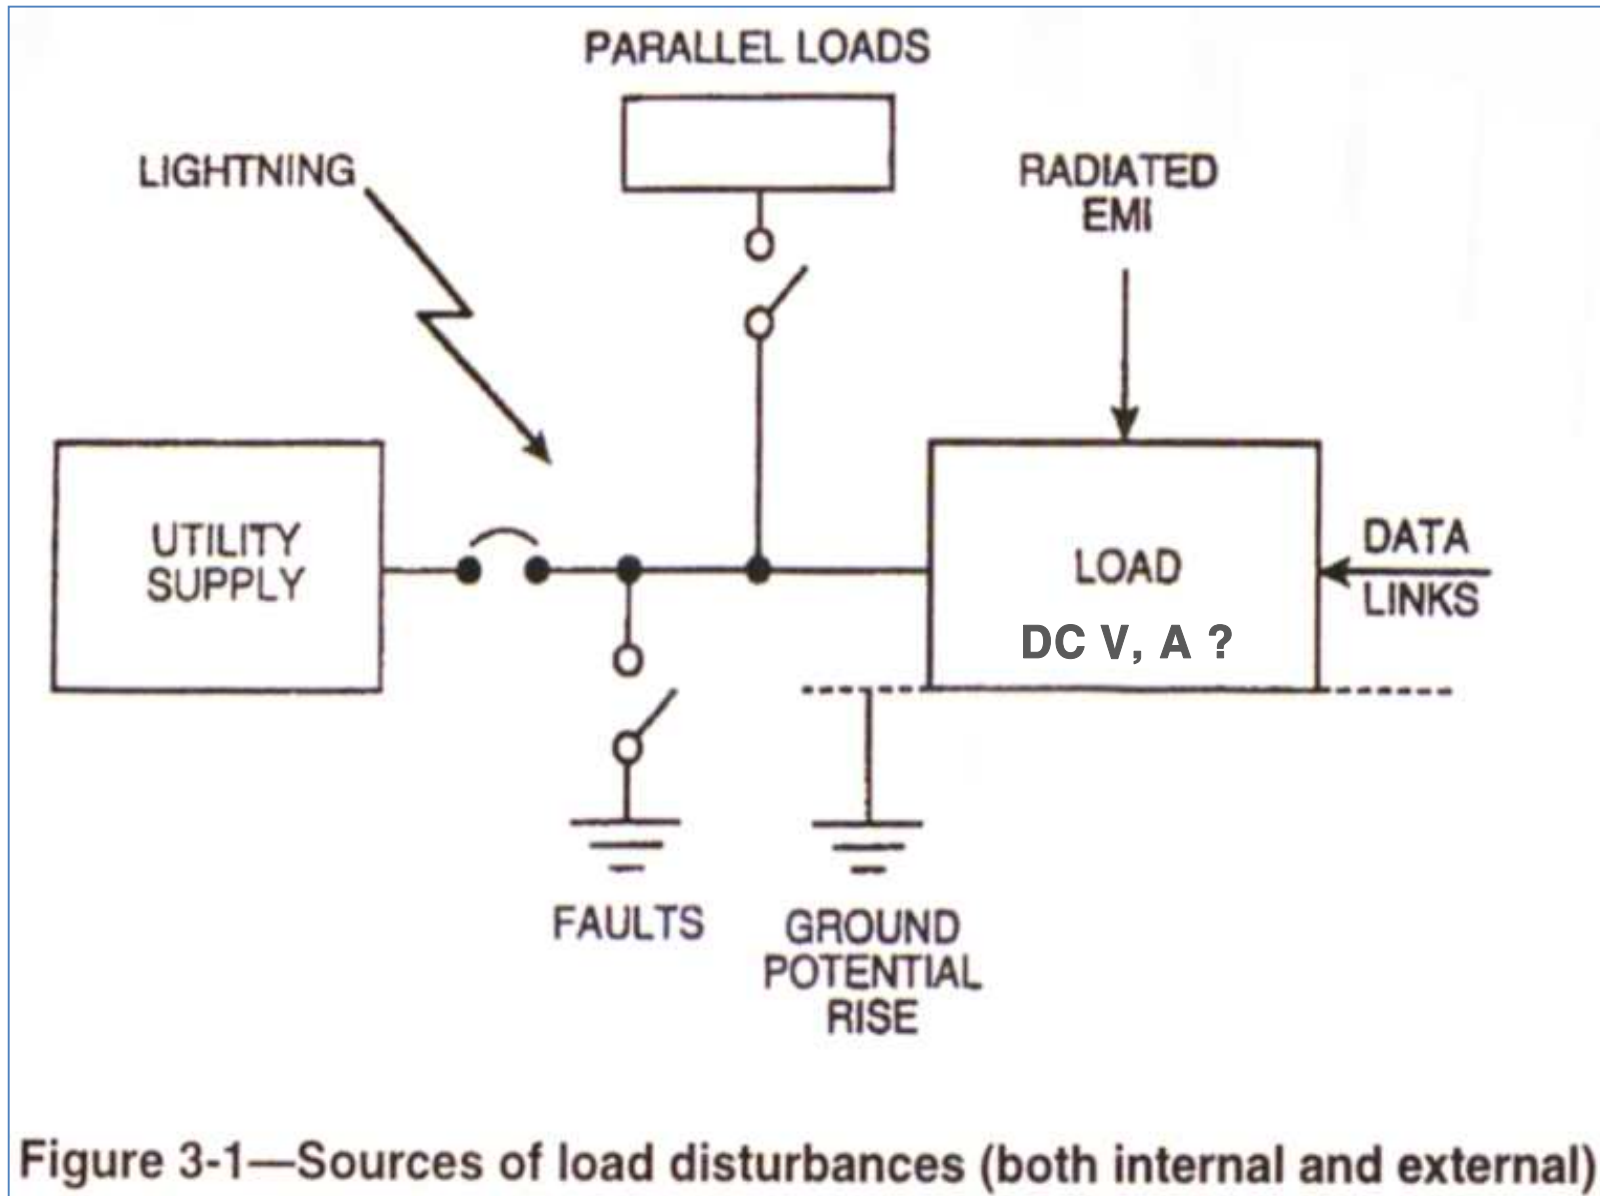 PARALLEL LOADS
LIGHTNING
RADIATED
EMI
UTILITY
SUPPLY
LOAD
DC V, A ?
DATA
LINKS
FAULTS
GROUND
POTENTIAL
RISE
Figure 3-1—Sources of load disturbances (both internal and external)